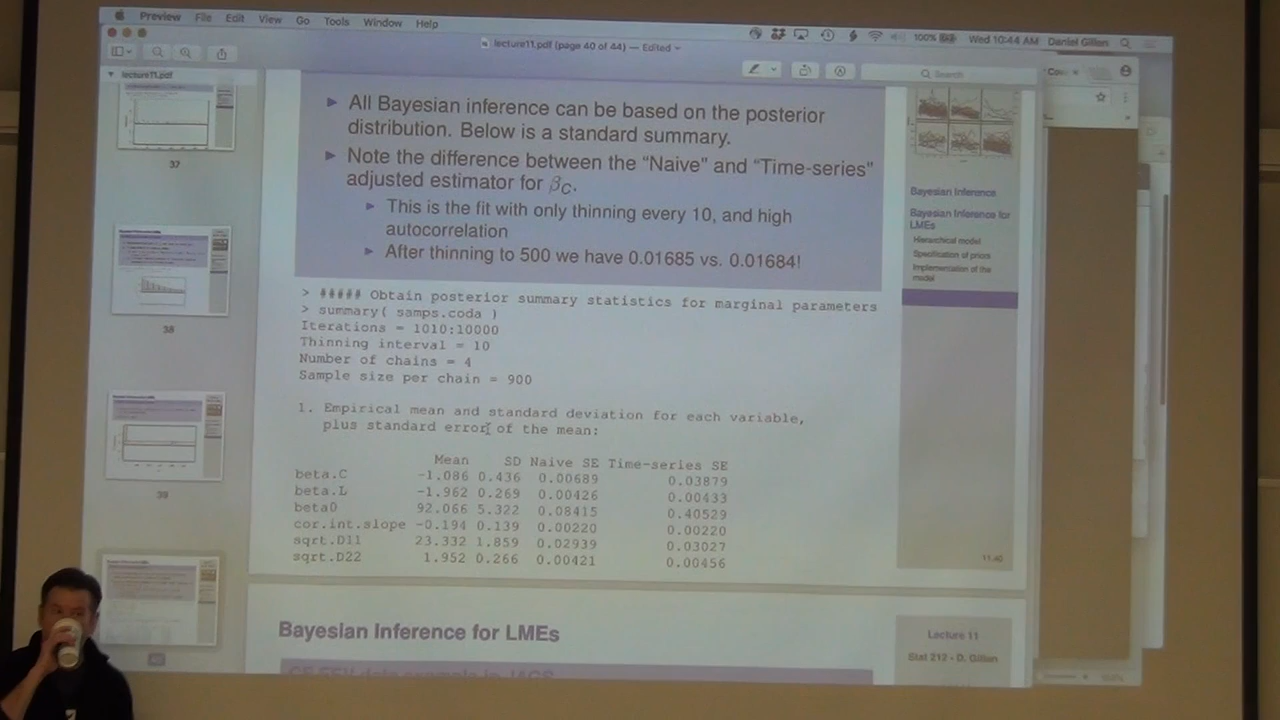 Preview File Edit View Go Tools Window Help
100% Wed 10:44 AM Daniel Gillen
lecture11.pdf (page 40 of 44) — Edited
Search
lecture11.pdf
37
38
39
40
▸ All Bayesian inference can be based on the posterior
distribution. Below is a standard summary.
▸ Note the difference between the "Naive" and "Time-series"
adjusted estimator for βC.
▸ This is the fit with only thinning every 10, and high
autocorrelation
▸ After thinning to 500 we have 0.01685 vs. 0.01684!
> ##### Obtain posterior summary statistics for marginal parameters
> summary( samps.coda )
Iterations = 1010:10000
Thinning interval = 10
Number of chains = 4
Sample size per chain = 900
1. Empirical mean and standard deviation for each variable,
plus standard error of the mean:
Mean SD Naive SE Time-series SE
beta.C -1.086 0.436 0.00689 0.03879
beta.L -1.962 0.269 0.00426 0.00433
beta0 92.066 5.322 0.08415 0.40529
cor.int.slope -0.194 0.139 0.00220 0.00220
sqrt.D11 23.332 1.859 0.02939 0.03027
sqrt.D22 1.952 0.266 0.00421 0.00456
Bayesian Inference
Bayesian Inference for
LMEs
Hierarchical model
Specification of priors
Implementation of the
model
11.40
Bayesian Inference for LMEs
Lecture 11
Stat 212 - D. Gillen